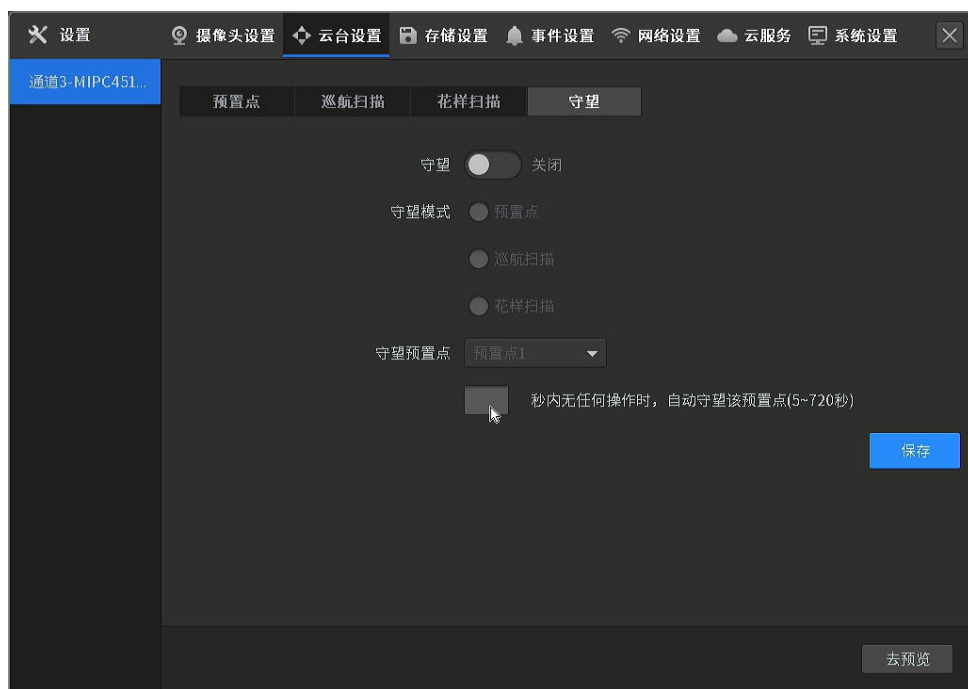 设置 摄像头设置 云台设置 存储设置 事件设置 网络设置 云服务 系统设置
通道3-MIPC451...
预置点 巡航扫描 花样扫描 守望
守望 关闭
守望模式 预置点
巡航扫描
花样扫描
守望预置点 预置点1
秒内无任何操作时，自动守望该预置点(5~720秒)
保存
去预览